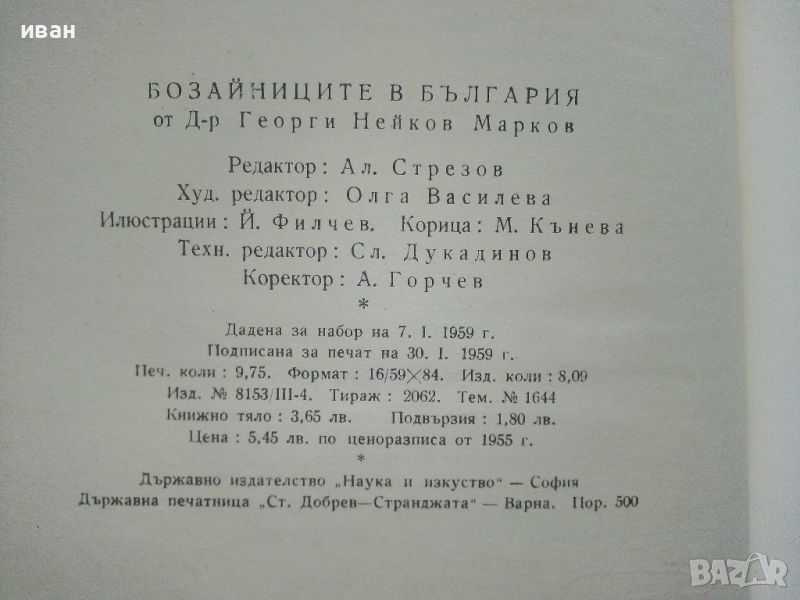 иван
БОЗАЙНИЦИТЕ В БЪЛГАРИЯ
от Д-р Георги Нейков Марков
Редактор: Ал. Стрезов
Худ. редактор: Олга Василева
Илюстрации: Й. Филчев. Корица: М. Кънева
Техн. редактор: Сл. Дукадинов
Коректор: А. Горчев
*
Дадена за набор на 7. I. 1959 г.
Подписана за печат на 30. I. 1959 г.
Печ. коли: 9,75. Формат: 16/59×84. Изд. коли: 8,09
Изд. № 8153/III-4. Тираж: 2062. Тем. № 1644
Книжно тяло: 3,65 лв. Подвързия: 1,80 лв.
Цена: 5,45 лв. по ценоразписа от 1955 г.
*
Държавно издателство „Наука и изкуство" — София
Държавна печатница „Ст. Добрев—Странджата" — Варна. Пор. 500
BAZAR